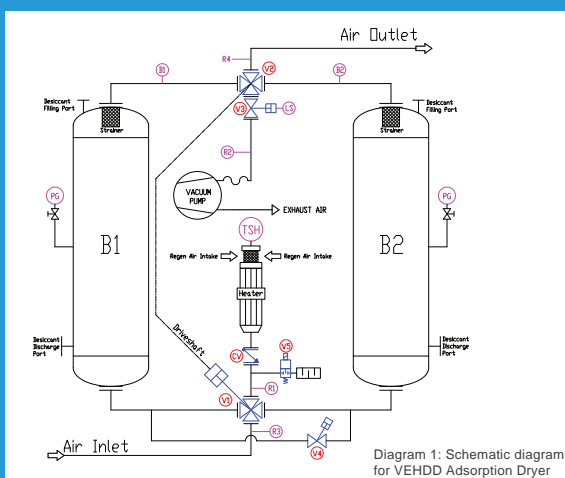 Air Outlet
R4
B1
V2
B2
Desiccant
Filling Port
Desiccant
Filling Port
Strainer
Strainer
V3
LS
R2
PG
VACUUM
PUMP
EXHAUST AIR
PG
B1
TSH
B2
Regen Air Intake
Regen Air Intake
Heater
Driveshaft
Desiccant
Discharge
Port
Desiccant
Discharge
Port
CV
V5
R1
V1
R3
V4
Air Inlet
Diagram 1: Schematic diagram
for VEHDD Adsorption Dryer